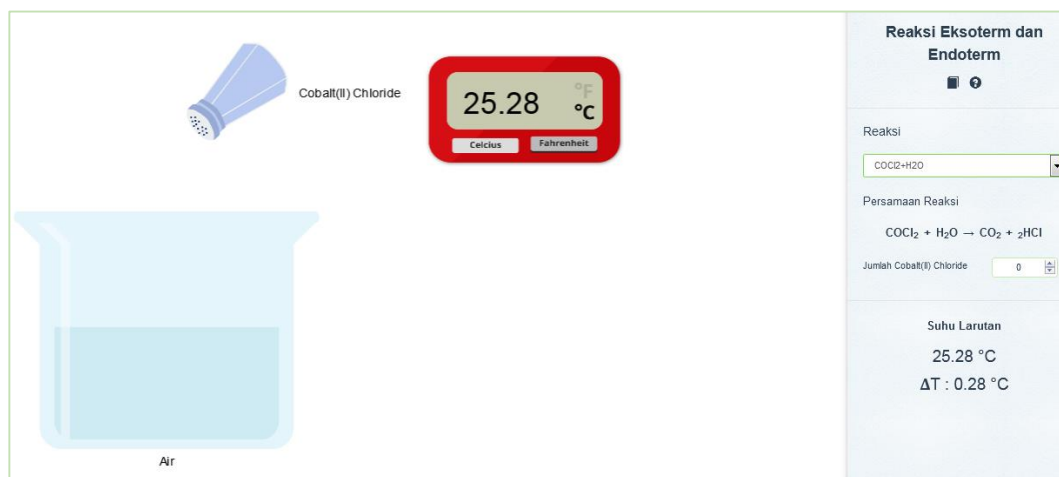 Cobalt(II) Chloride
25.28
°F
°C
Celcius
Fahrenheit
Air
Reaksi Eksoterm dan
Endoterm
Reaksi
COCl2+H2O
Persamaan Reaksi
COCl₂ + H₂O → CO₂ + ₂HCl
Jumlah Cobalt(II) Chloride
0
Suhu Larutan
25.28 °C
ΔT : 0.28 °C